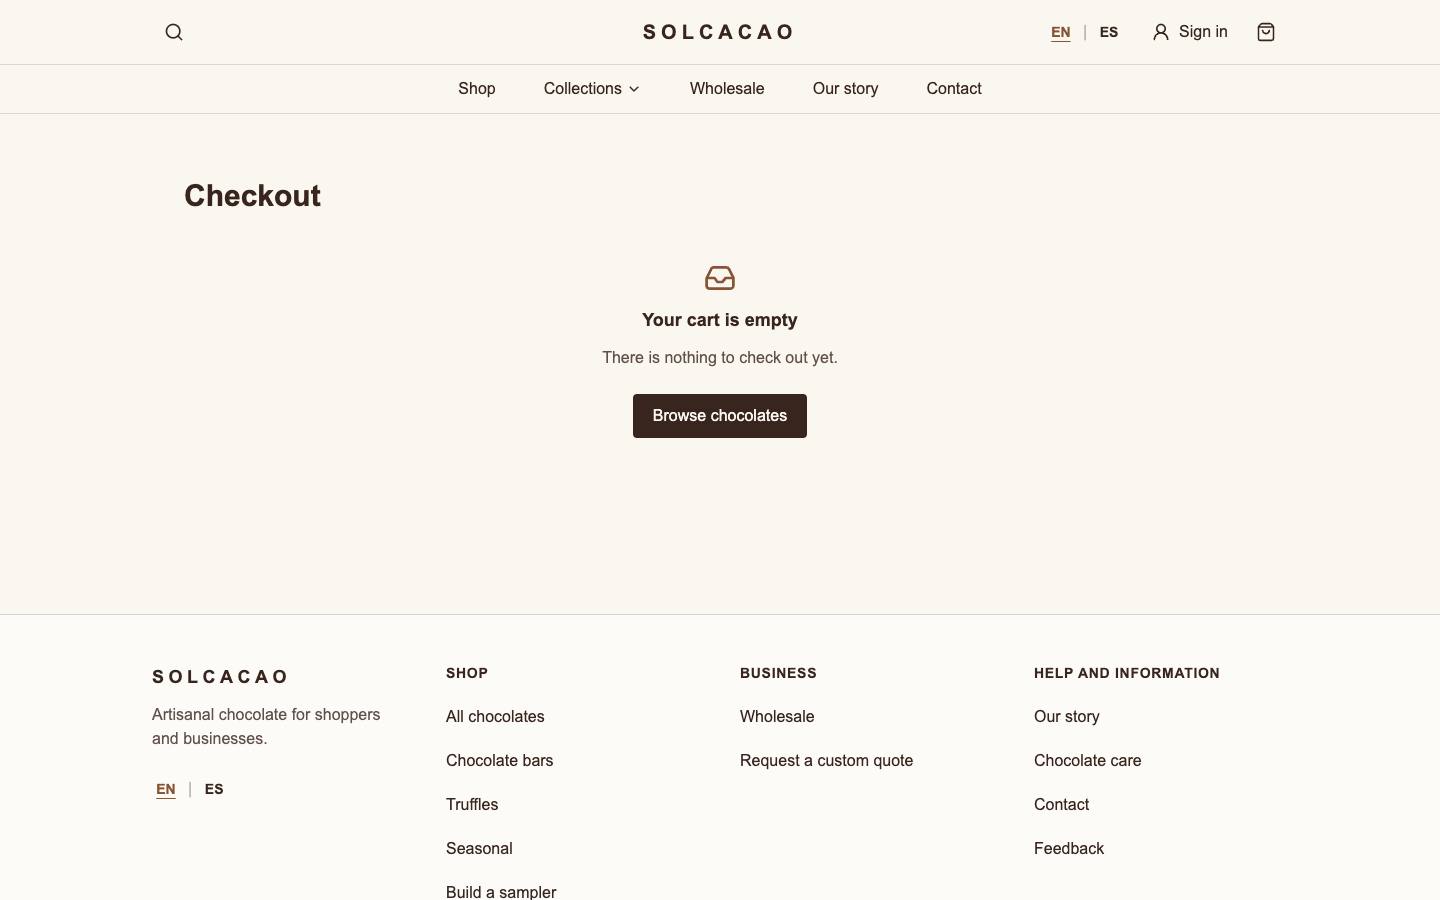 SOLCACAO
EN | ES
Sign in
Shop
Collections
Wholesale
Our story
Contact
Checkout
Your cart is empty
There is nothing to check out yet.
Browse chocolates
SOLCACAO
Artisanal chocolate for shoppers
and businesses.
EN | ES
SHOP
All chocolates
Chocolate bars
Truffles
Seasonal
Build a sampler
BUSINESS
Wholesale
Request a custom quote
HELP AND INFORMATION
Our story
Chocolate care
Contact
Feedback